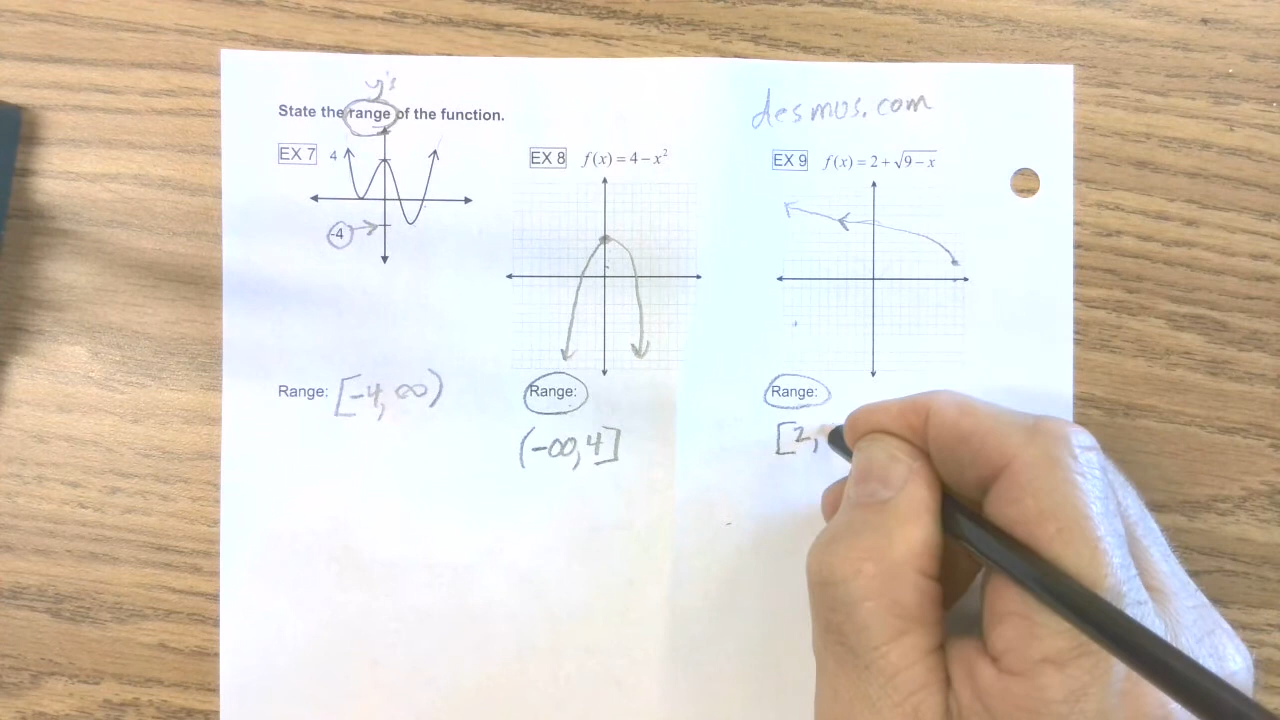 y's
State the range of the function.
desmus.com
EX 7
4
-4
EX 8 f(x) = 4 – x²
EX 9 f(x) = 2 + √9 – x
Range: [-4, ∞)
Range:
(-∞, 4]
Range:
[2,